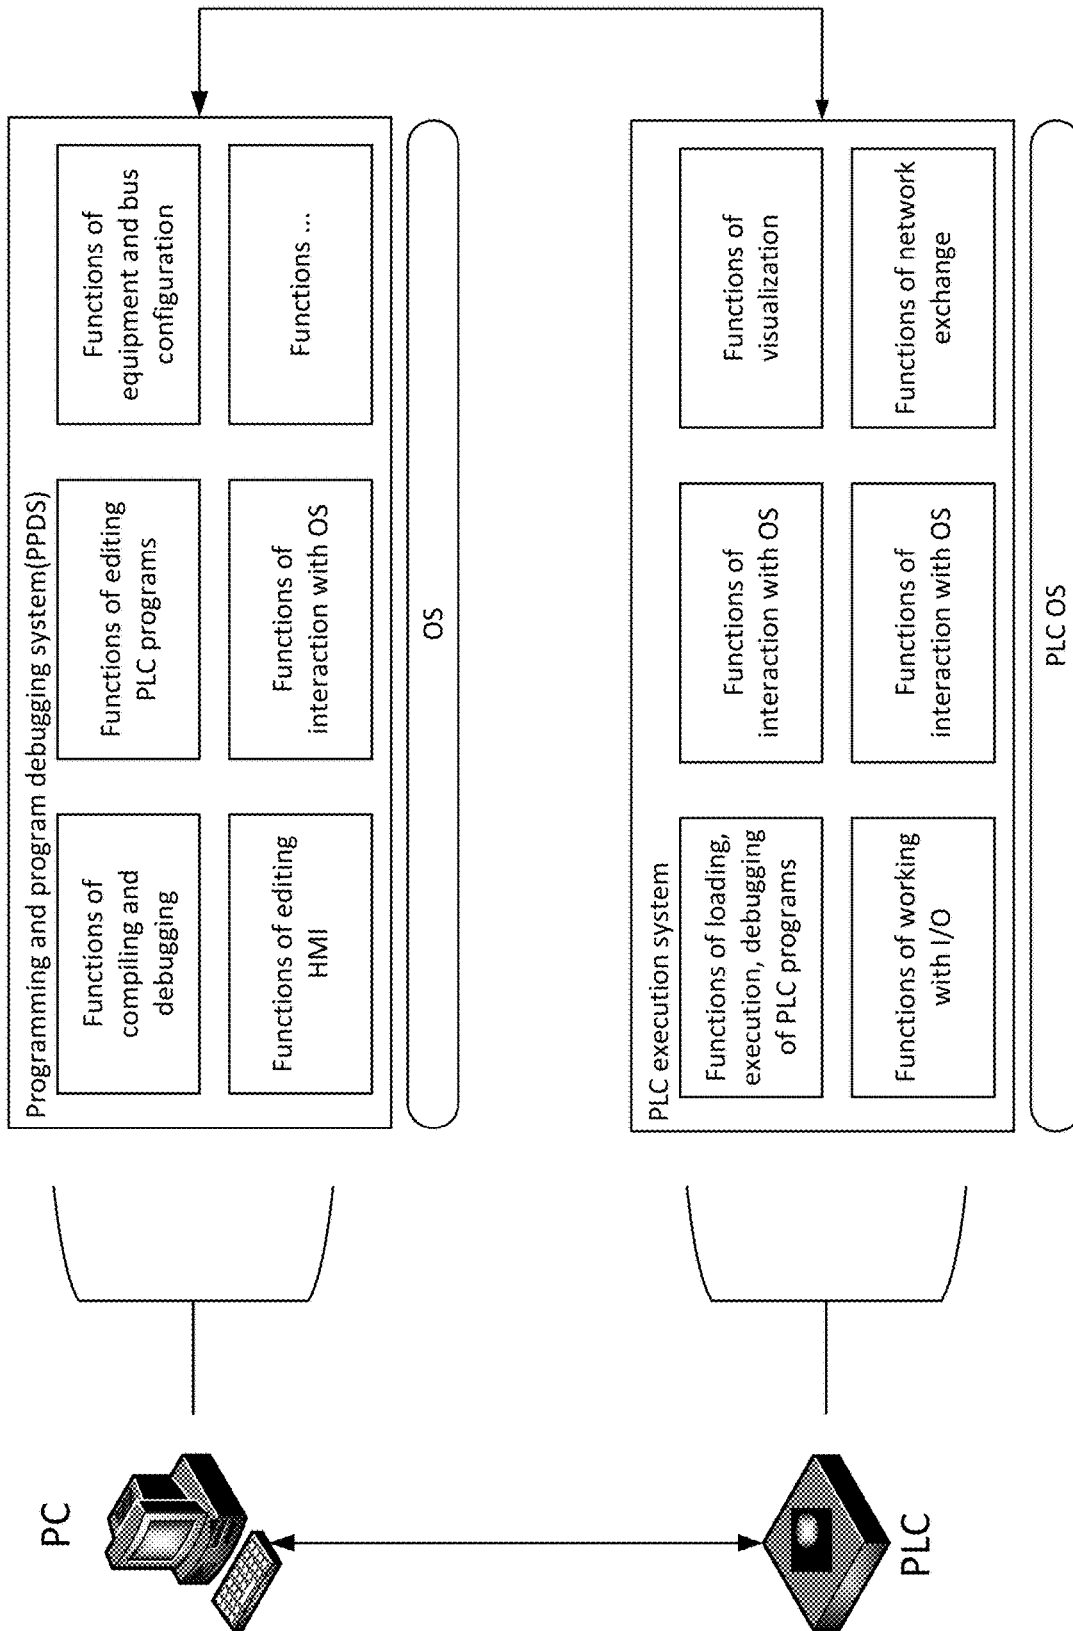 PC
Programming and program debugging system(PPDS)
Functions of
compiling and
debugging
Functions of editing
PLC programs
Functions of
equipment and bus
configuration
Functions of editing
HMI
Functions of
interaction with OS
Functions ...
OS
PLC execution system
Functions of loading,
execution, debugging
of PLC programs
Functions of
interaction with OS
Functions of
visualization
Functions of working
with I/O
Functions of
interaction with OS
Functions of network
exchange
PLC OS
PLC